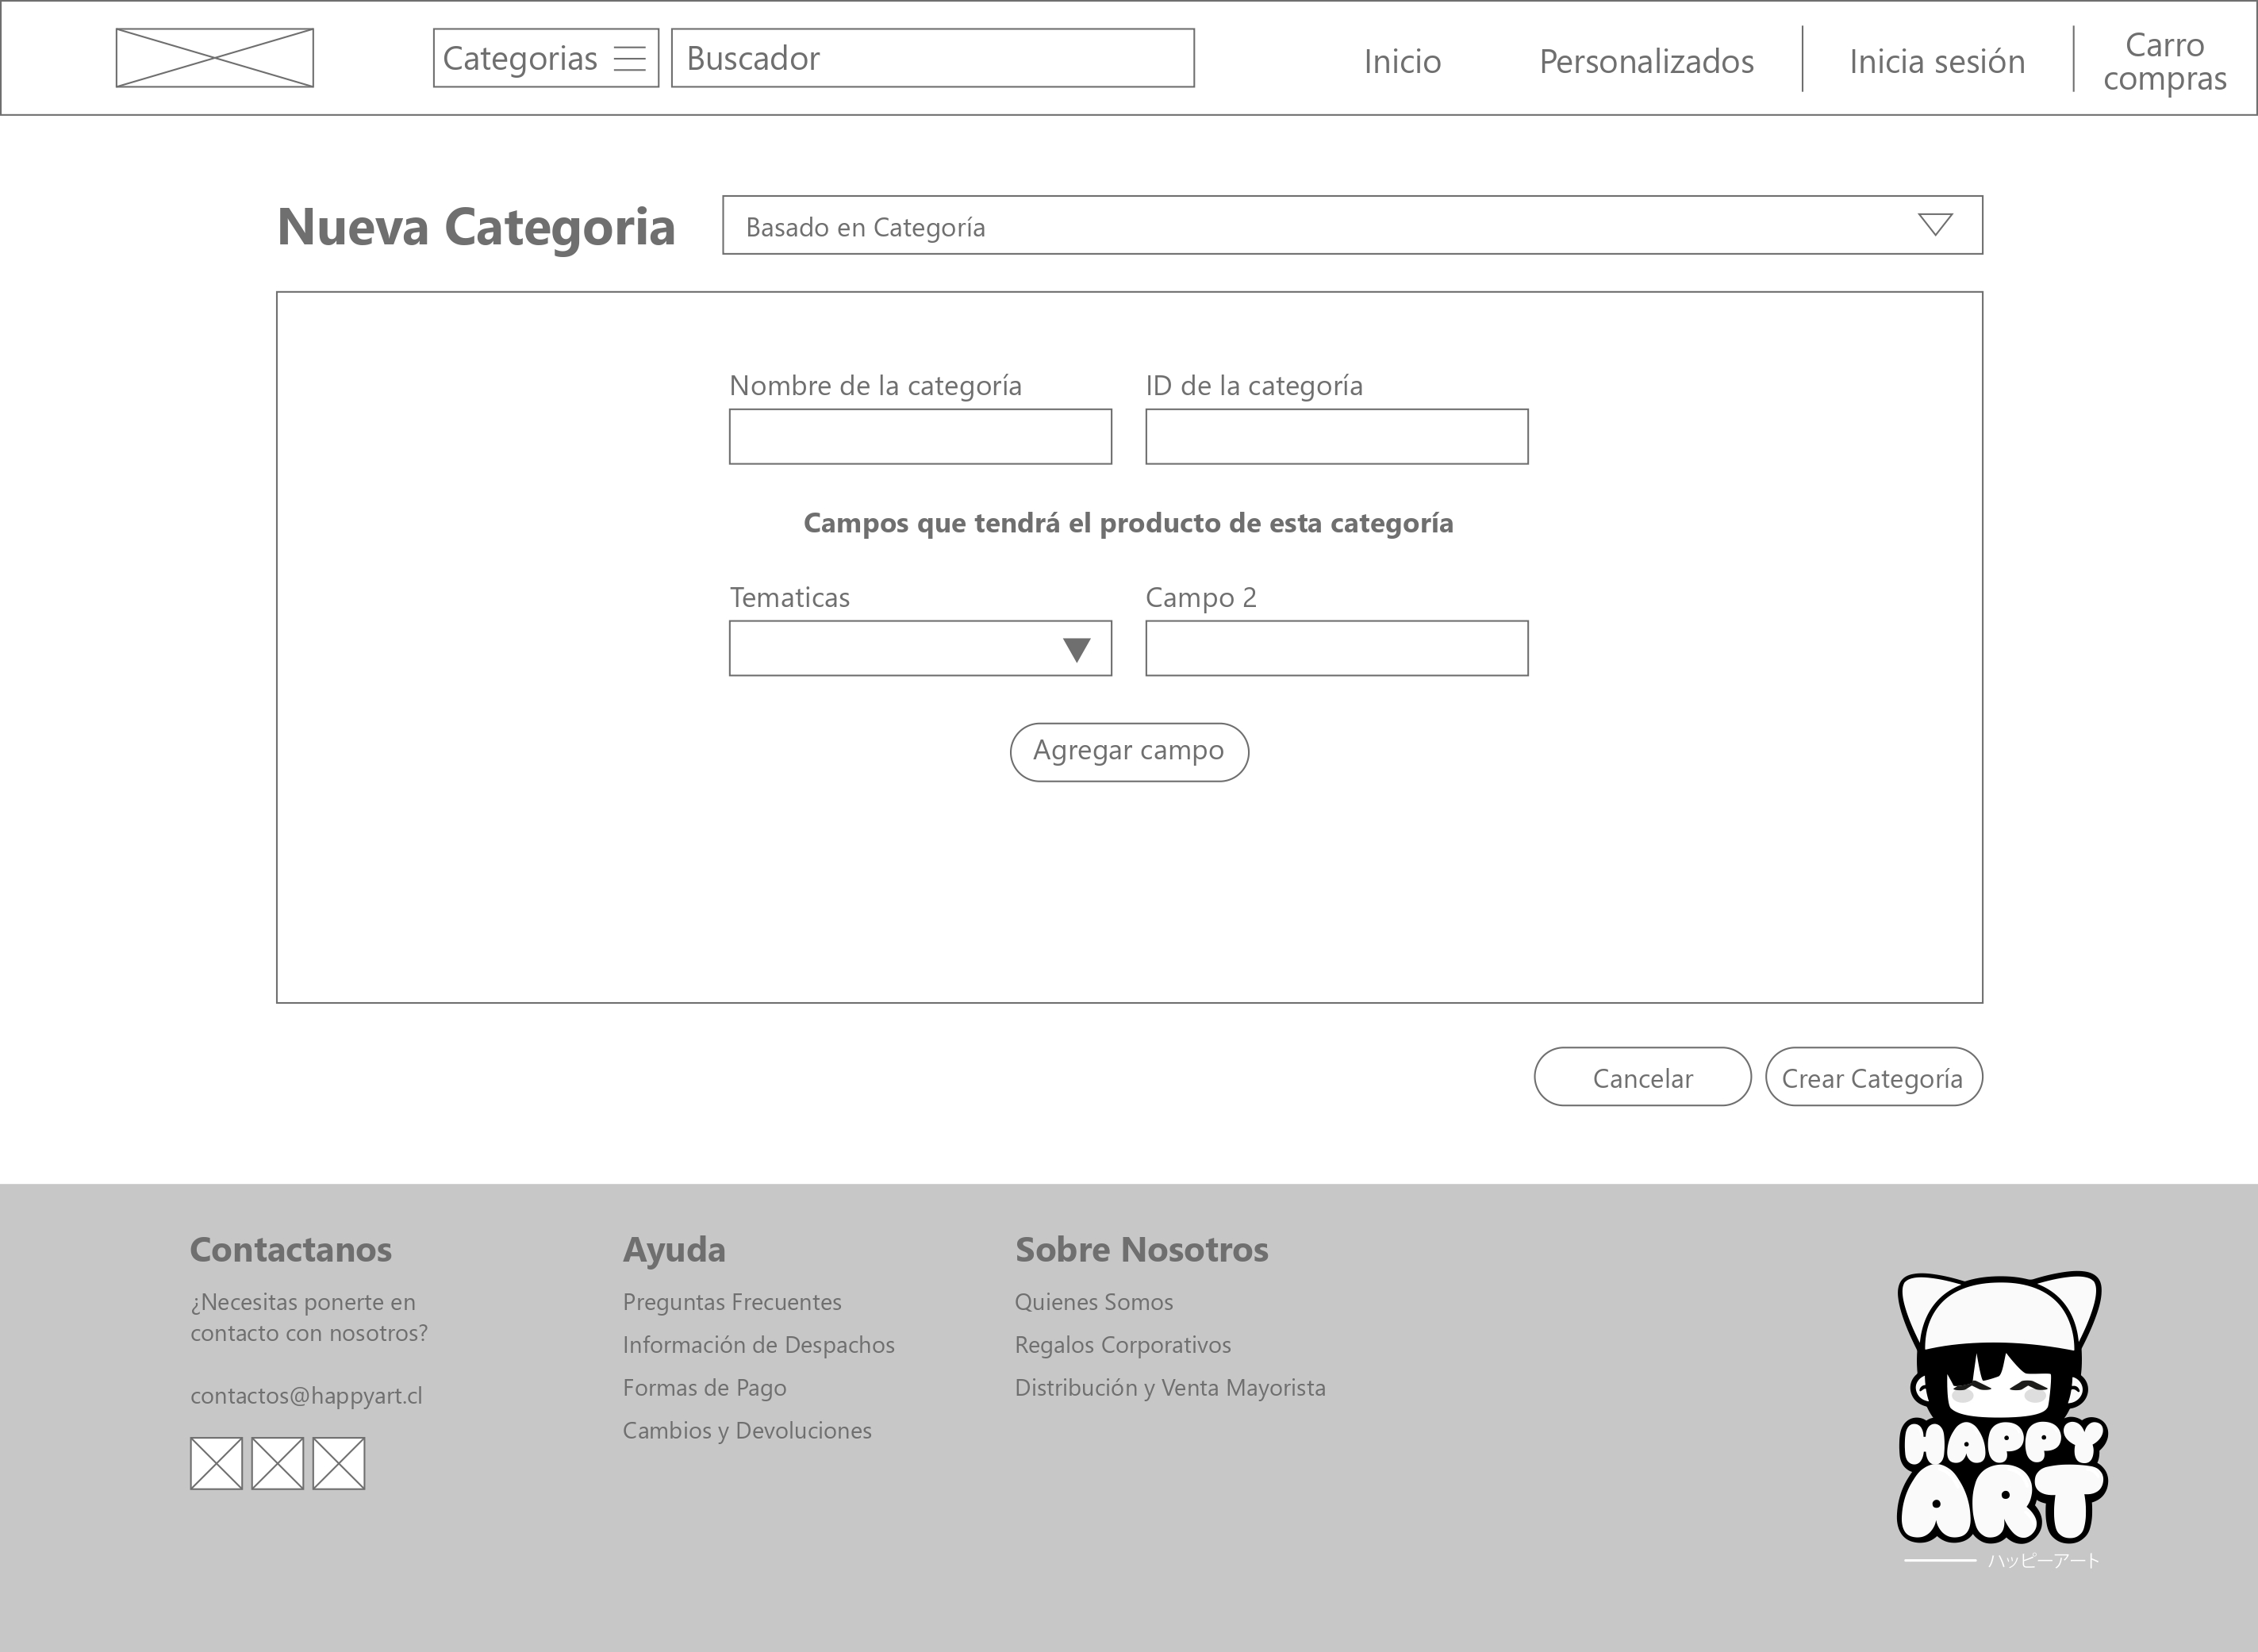 Categorias
Buscador
Inicio
Personalizados
Inicia sesión
Carro
compras
Nueva Categoria
Basado en Categoría
Nombre de la categoría
ID de la categoría
Campos que tendrá el producto de esta categoría
Tematicas
Campo 2
Agregar campo
Cancelar
Crear Categoría
Contactanos
¿Necesitas ponerte en
contacto con nosotros?
contactos@happyart.cl
Ayuda
Preguntas Frecuentes
Información de Despachos
Formas de Pago
Cambios y Devoluciones
Sobre Nosotros
Quienes Somos
Regalos Corporativos
Distribución y Venta Mayorista
HAPPY
ART
ハッピーアート